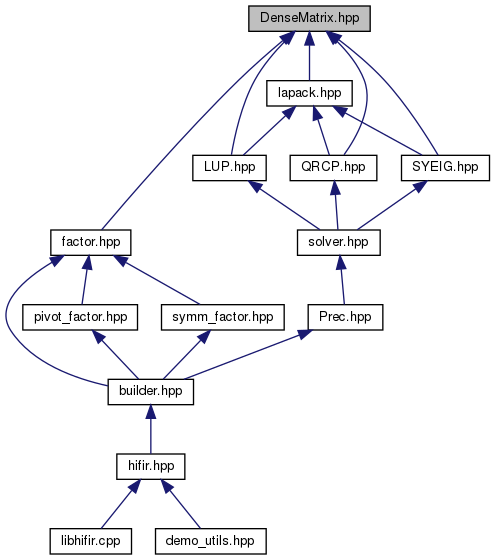 DenseMatrix.hpp
lapack.hpp
LUP.hpp
QRCP.hpp
SYEIG.hpp
factor.hpp
solver.hpp
pivot_factor.hpp
symm_factor.hpp
Prec.hpp
builder.hpp
hifir.hpp
libhifir.cpp
demo_utils.hpp